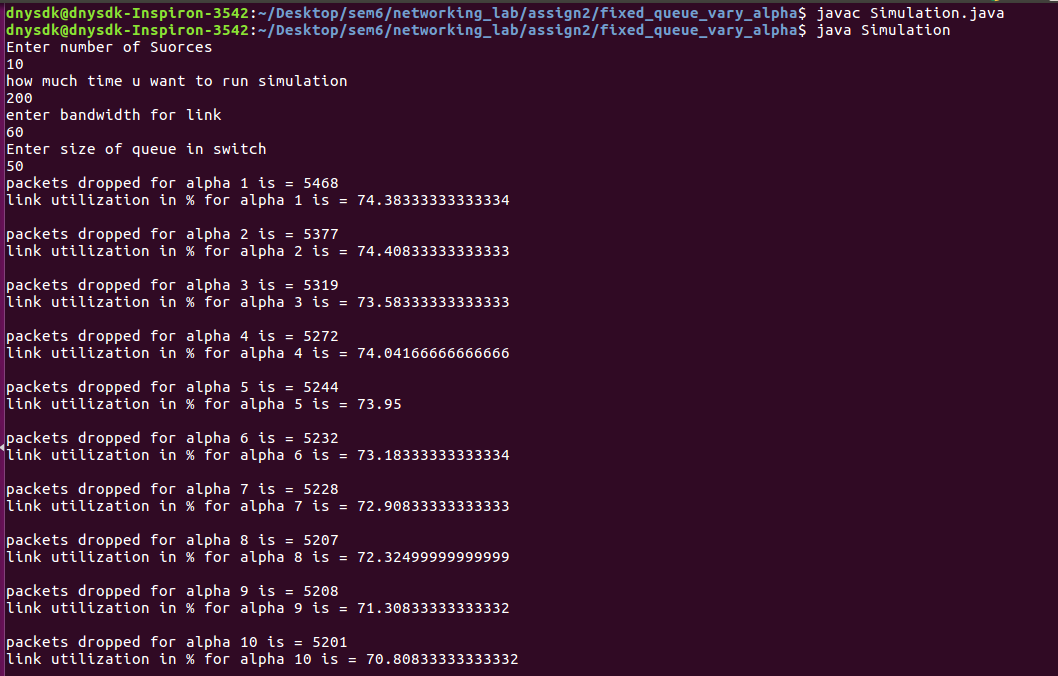 dnysdk@dnysdk-Inspiron-3542:~/Desktop/sem6/networking_lab/assign2/fixed_queue_vary_alpha$ javac Simulation.java
dnysdk@dnysdk-Inspiron-3542:~/Desktop/sem6/networking_lab/assign2/fixed_queue_vary_alpha$ java Simulation
Enter number of Suorces
10
how much time u want to run simulation
200
enter bandwidth for link
60
Enter size of queue in switch
50
packets dropped for alpha 1 is = 5468
link utilization in % for alpha 1 is = 74.38333333333334
packets dropped for alpha 2 is = 5377
link utilization in % for alpha 2 is = 74.40833333333333
packets dropped for alpha 3 is = 5319
link utilization in % for alpha 3 is = 73.58333333333333
packets dropped for alpha 4 is = 5272
link utilization in % for alpha 4 is = 74.04166666666666
packets dropped for alpha 5 is = 5244
link utilization in % for alpha 5 is = 73.95
packets dropped for alpha 6 is = 5232
link utilization in % for alpha 6 is = 73.18333333333334
packets dropped for alpha 7 is = 5228
link utilization in % for alpha 7 is = 72.90833333333333
packets dropped for alpha 8 is = 5207
link utilization in % for alpha 8 is = 72.32499999999999
packets dropped for alpha 9 is = 5208
link utilization in % for alpha 9 is = 71.30833333333332
packets dropped for alpha 10 is = 5201
link utilization in % for alpha 10 is = 70.80833333333332